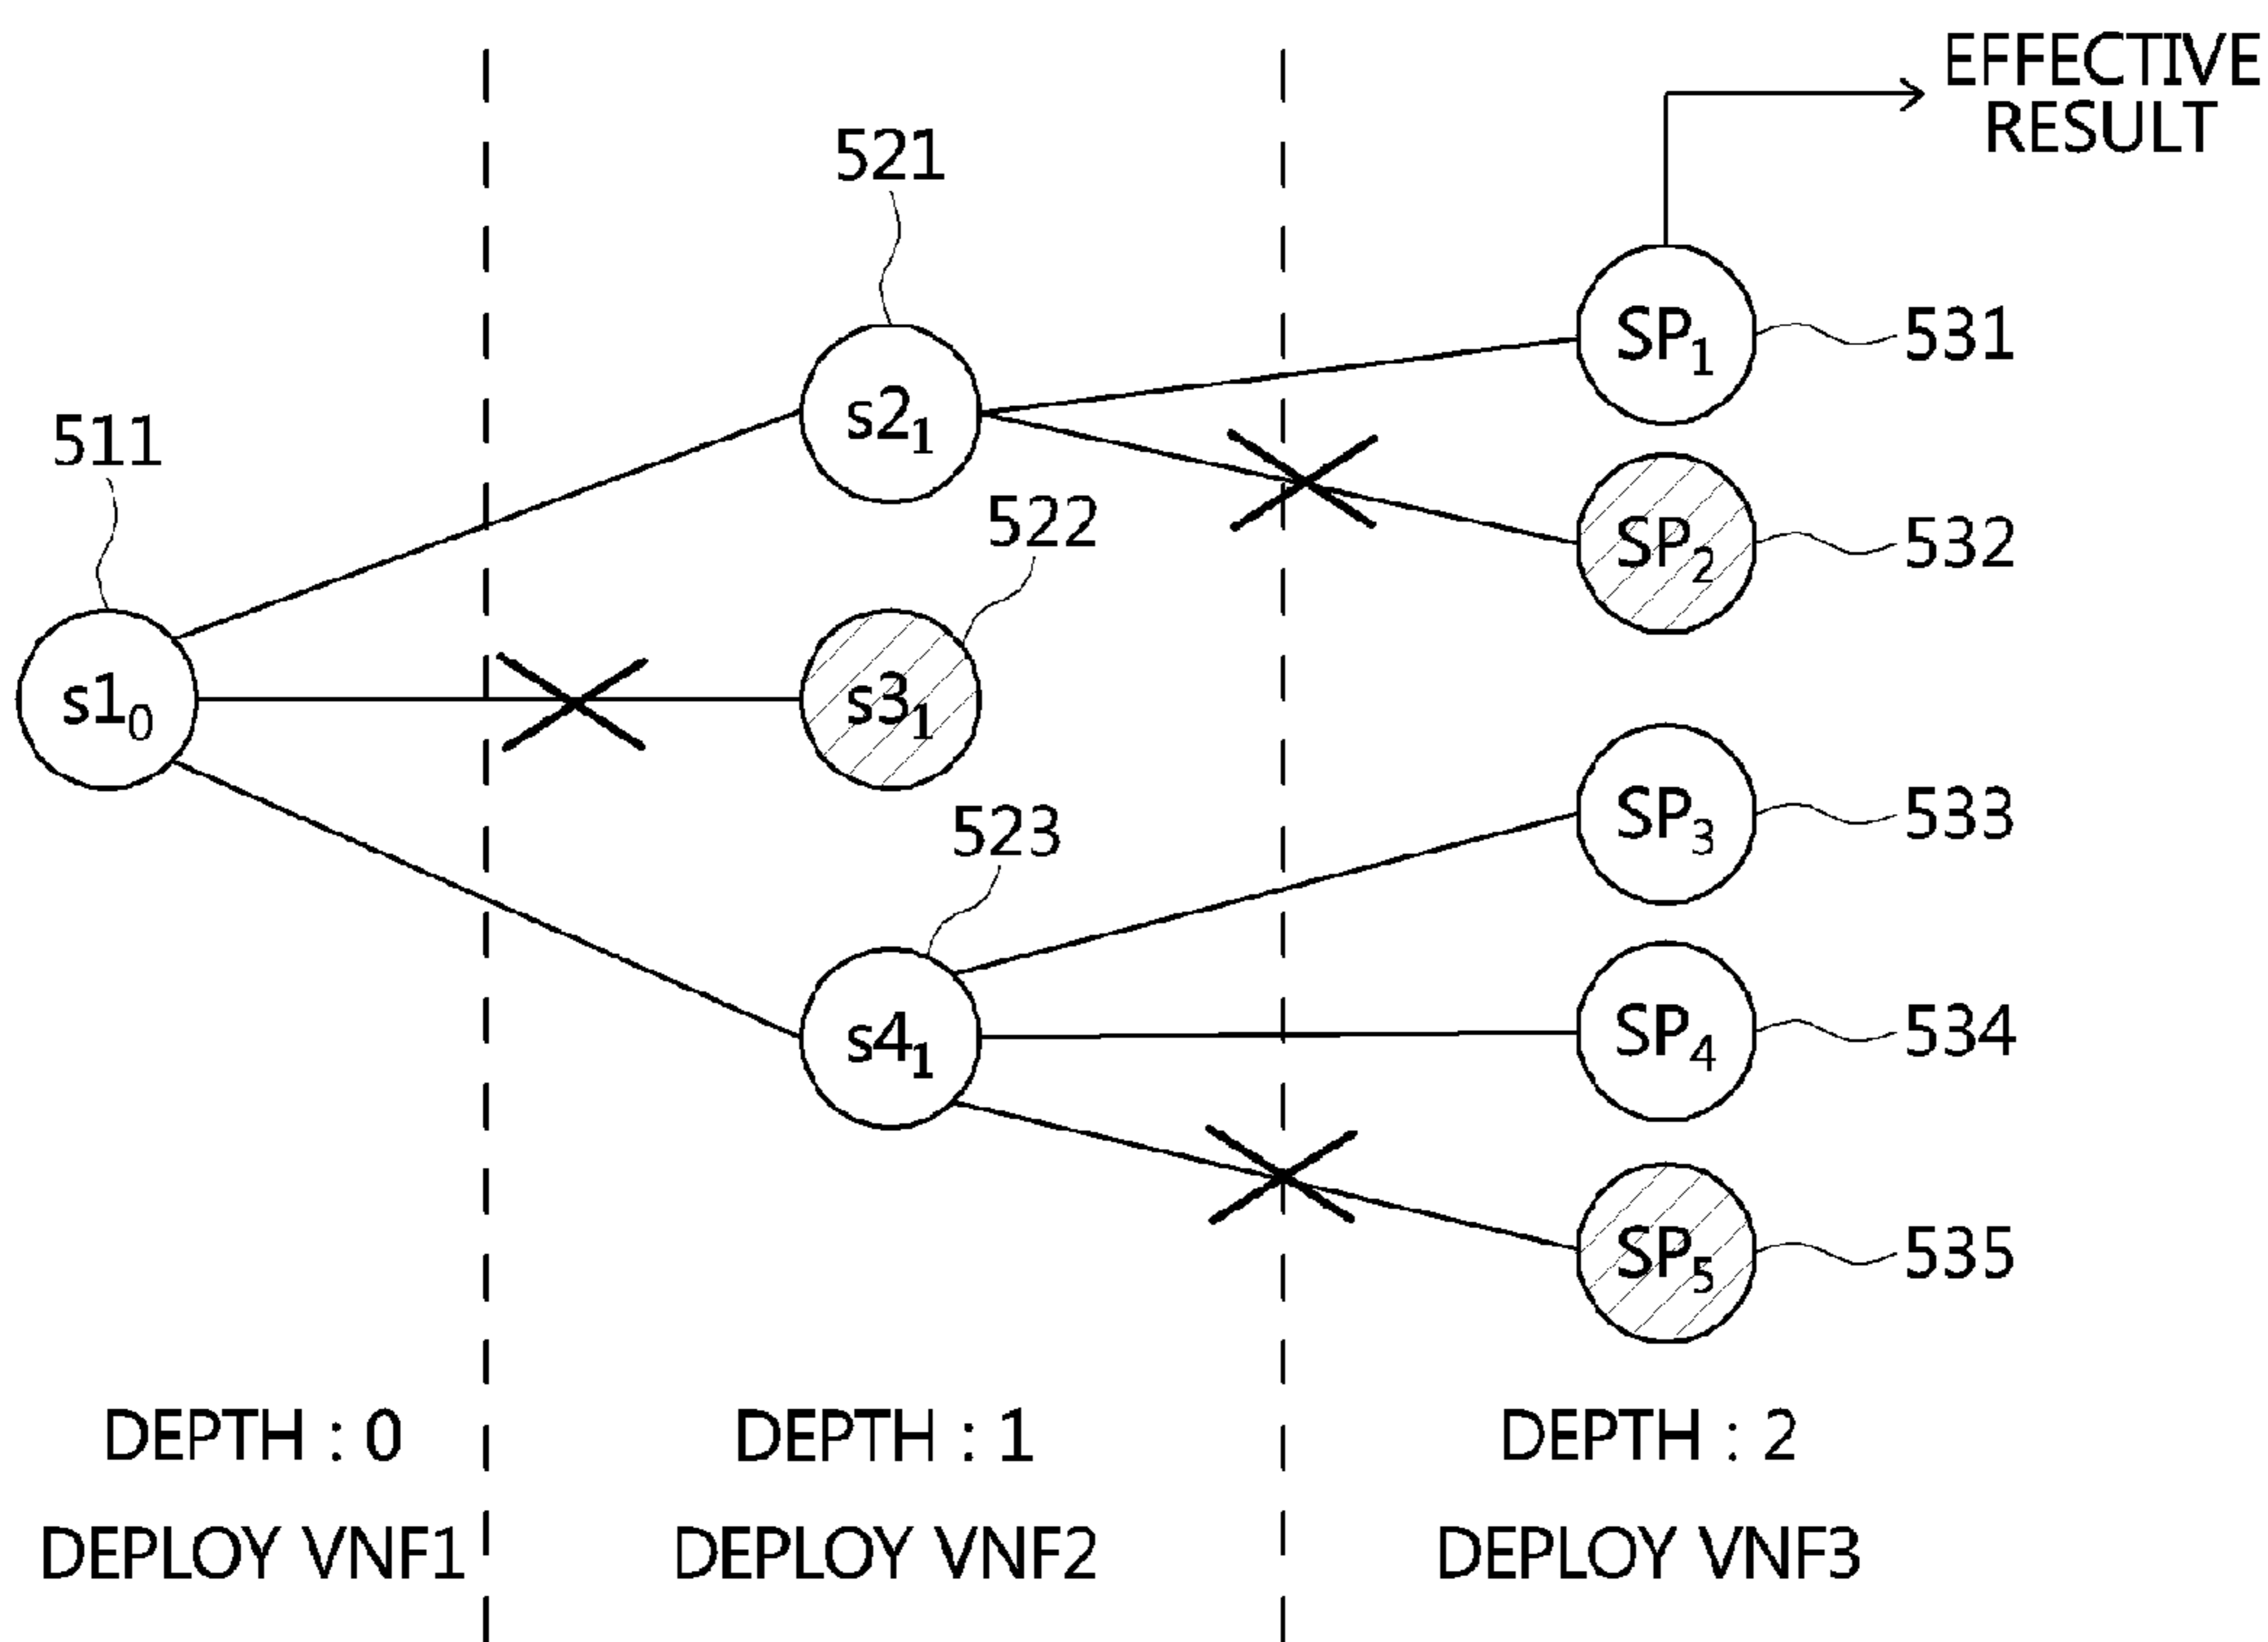 EFFECTIVE
RESULT
521
SP1
531
s21
511
522
SP2
532
s10
s31
523
SP3
533
s41
SP4
534
SP5
535
DEPTH : 0
DEPTH : 1
DEPTH : 2
DEPLOY VNF1
DEPLOY VNF2
DEPLOY VNF3